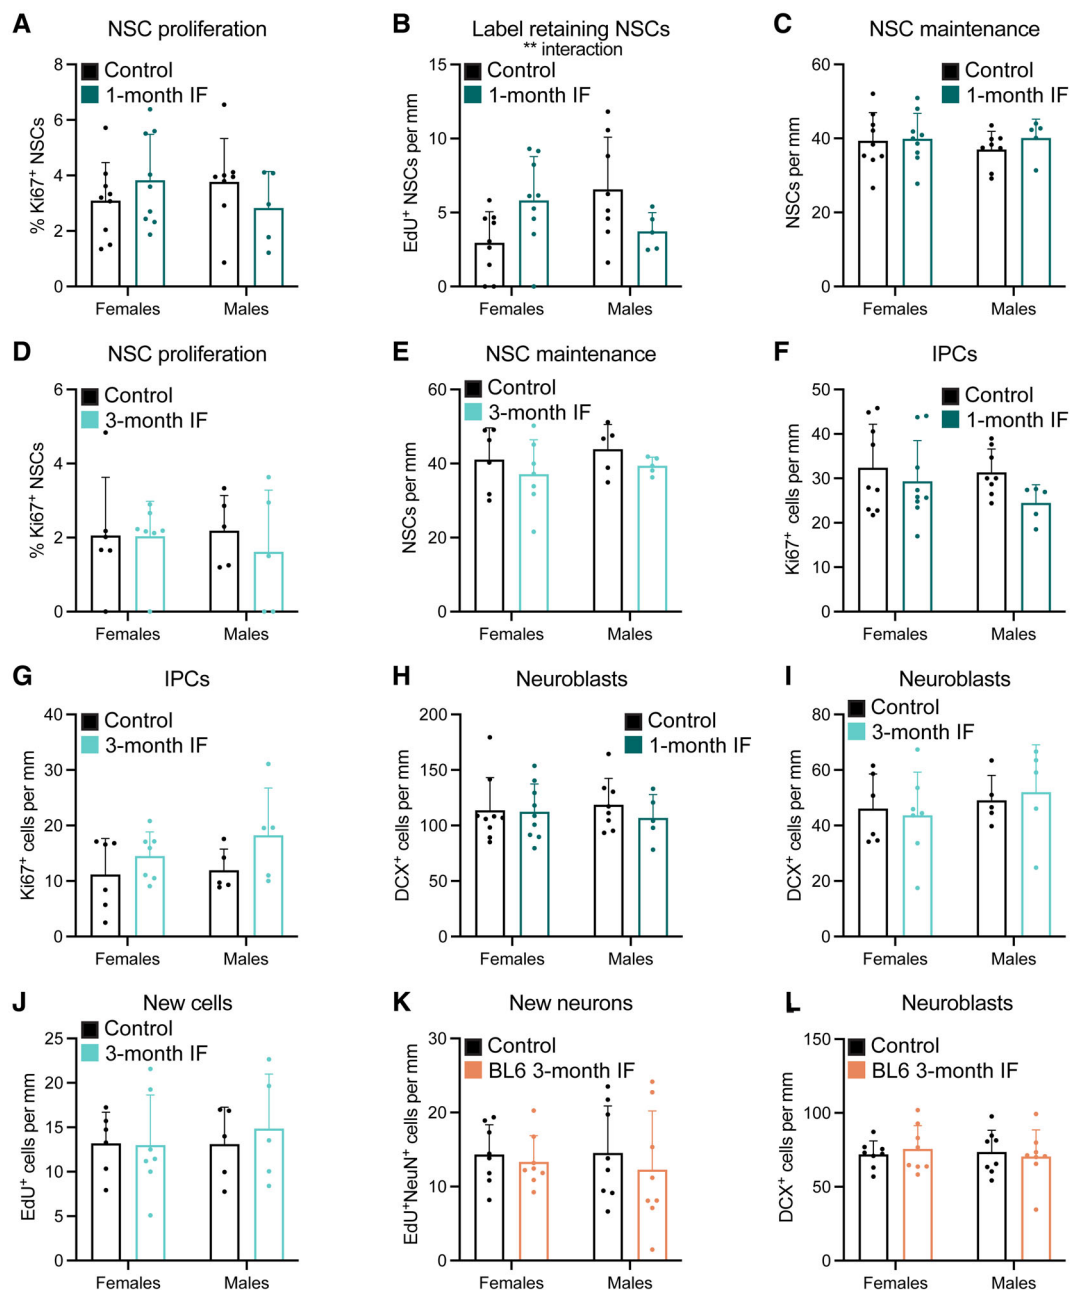 A NSC proliferation
Control
1-month IF
% Ki67⁺ NSCs
8
6
4
2
0
Females Males
B Label retaining NSCs
** interaction
Control
1-month IF
EdU⁺ NSCs per mm
15
10
5
0
Females Males
C NSC maintenance
Control
1-month IF
NSCs per mm
60
40
20
0
Females Males
D NSC proliferation
Control
3-month IF
% Ki67⁺ NSCs
6
4
2
0
Females Males
E NSC maintenance
Control
3-month IF
NSCs per mm
60
40
20
0
Females Males
F IPCs
Control
1-month IF
Ki67⁺ cells per mm
50
40
30
20
10
0
Females Males
G IPCs
Control
3-month IF
Ki67⁺ cells per mm
40
30
20
10
0
Females Males
H Neuroblasts
Control
1-month IF
DCX⁺ cells per mm
200
150
100
50
0
Females Males
I Neuroblasts
Control
3-month IF
DCX⁺ cells per mm
80
60
40
20
0
Females Males
J New cells
Control
3-month IF
EdU⁺ cells per mm
25
20
15
10
5
0
Females Males
K New neurons
Control
BL6 3-month IF
EdU⁺NeuN⁺ cells per mm
30
20
10
0
Females Males
L Neuroblasts
Control
BL6 3-month IF
DCX⁺ cells per mm
150
100
50
0
Females Males